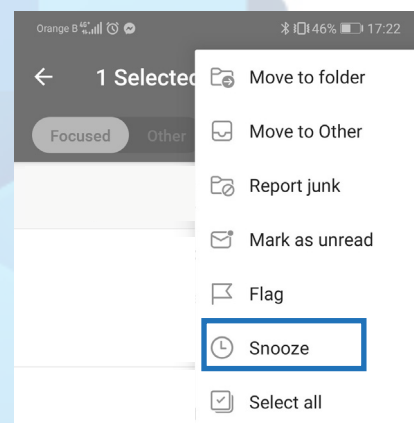 Orange B 46% 17:22
1 Selected
Focused Other
Move to folder
Move to Other
Report junk
Mark as unread
Flag
Snooze
Select all